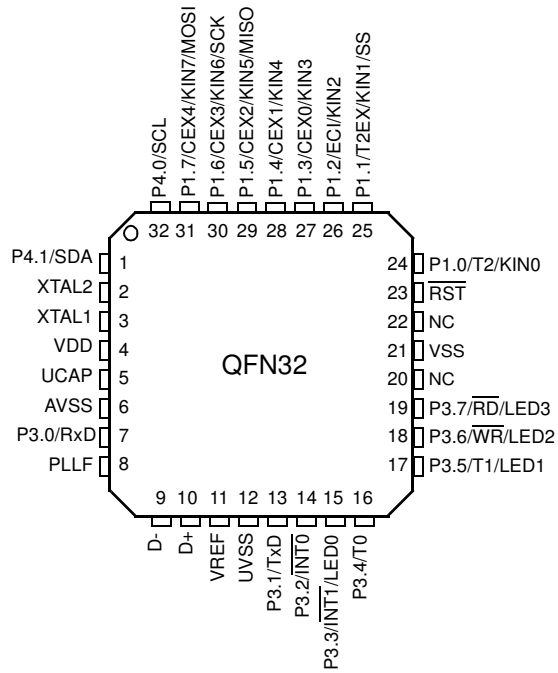 P4.0/SCL
P1.7/CEX4/KIN7/MOSI
P1.6/CEX3/KIN6/SCK
P1.5/CEX2/KIN5/MISO
P1.4/CEX1/KIN4
P1.3/CEX0/KIN3
P1.2/ECI/KIN2
P1.1/T2EX/KIN1/SS
32 31 30 29 28 27 26 25
P4.1/SDA 1
XTAL2 2
XTAL1 3
VDD 4
UCAP 5
AVSS 6
P3.0/RxD 7
PLLF 8
QFN32
24 P1.0/T2/KIN0
23 R̅S̅T̅
22 NC
21 VSS
20 NC
19 P3.7/R̅D̅/LED3
18 P3.6/W̅R̅/LED2
17 P3.5/T1/LED1
9 10 11 12 13 14 15 16
D-
D+
VREF
UVSS
P3.1/TxD
P3.2/I̅N̅T̅0̅
P3.3/I̅N̅T̅1̅/LED0
P3.4/T0